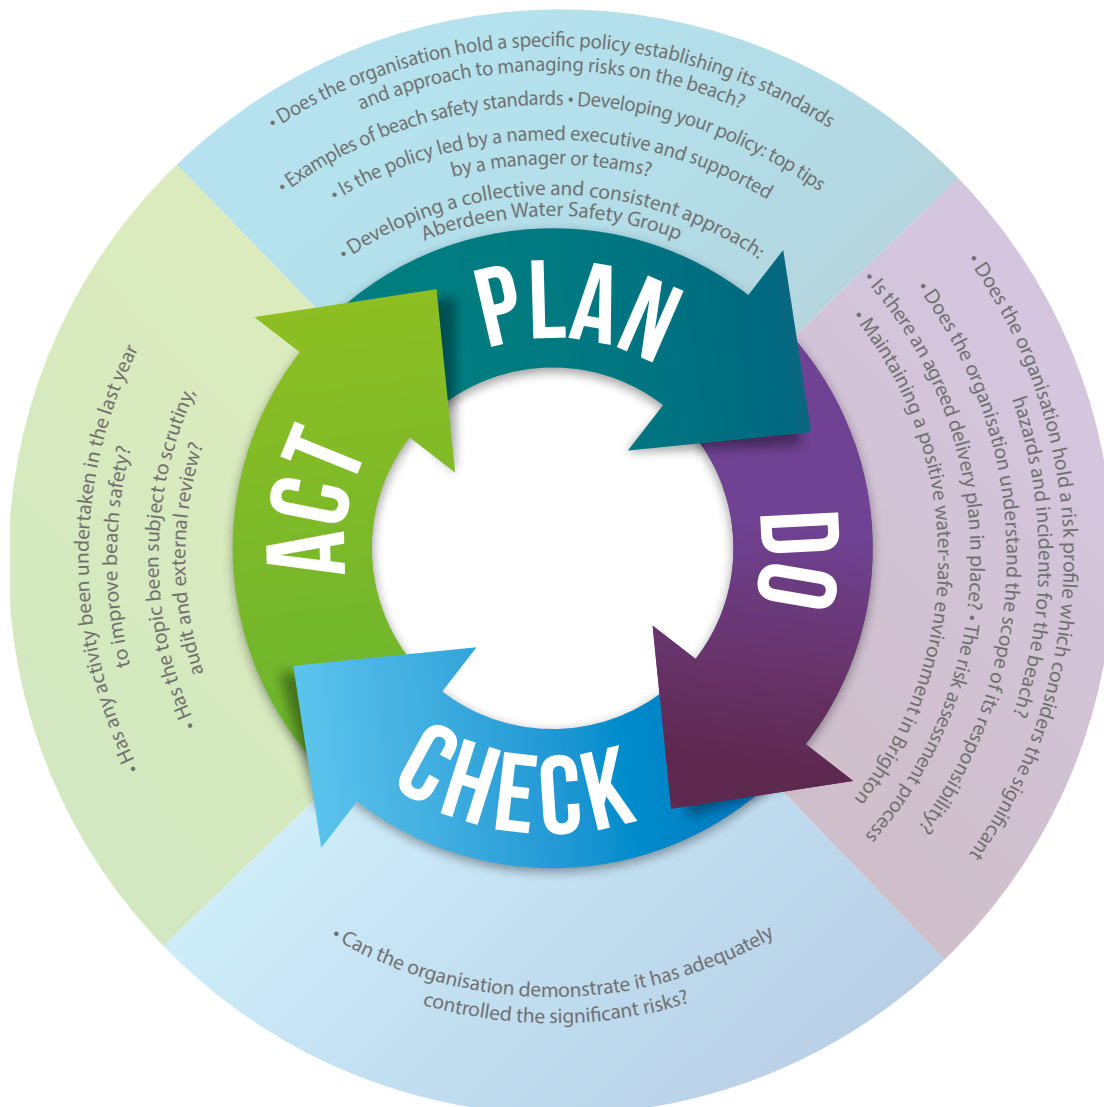 • Does the organisation hold a specific policy establishing its standards
and approach to managing risks on the beach?
• Examples of beach safety standards • Developing your policy: top tips
• Is the policy led by a named executive and supported
by a manager or teams?
• Developing a collective and consistent approach:
Aberdeen Water Safety Group
PLAN
• Does the organisation hold a risk profile which considers the significant
hazards and incidents for the beach?
• Does the organisation understand the scope of its responsibility?
• Is there an agreed delivery plan in place? • The risk assessment process
• Maintaining a positive water-safe environment in Brighton
DO
CHECK
• Can the organisation demonstrate it has adequately
controlled the significant risks?
ACT
• Has any activity been undertaken in the last year
to improve beach safety?
• Has the topic been subject to scrutiny,
audit and external review?